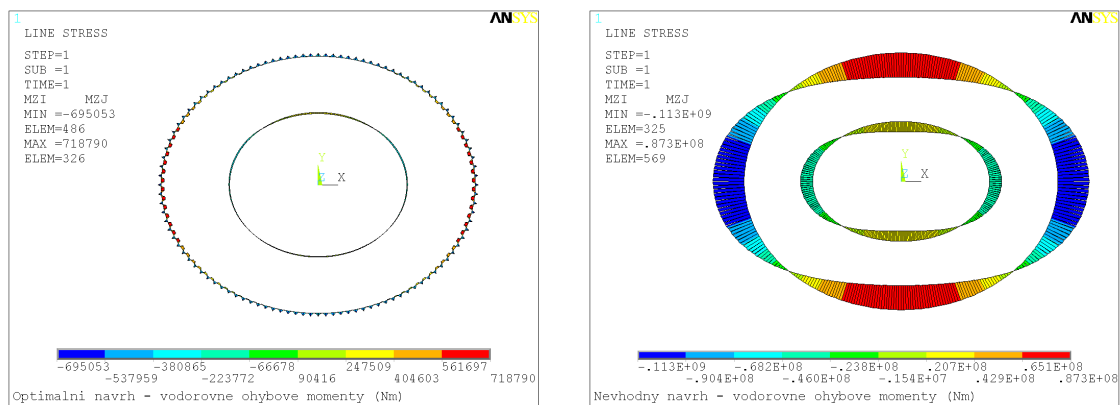 1
ANSYS
LINE STRESS
STEP=1
SUB =1
TIME=1
MZI MZJ
MIN =-695053
ELEM=486
MAX =718790
ELEM=326
Y
Z X
-695053 -380865 -66678 247509 561697
-537959 -223772 90416 404603 718790
Optimalni navrh - vodorovne ohybove momenty (Nm)
1
ANSYS
LINE STRESS
STEP=1
SUB =1
TIME=1
MZI MZJ
MIN =-.113E+09
ELEM=325
MAX =.873E+08
ELEM=569
Y
Z X
-.113E+09 -.682E+08 -.238E+08 .207E+08 .651E+08
-.904E+08 -.460E+08 -.154E+07 .429E+08 .873E+08
Nevhodny navrh - vodorovne ohybove momenty (Nm)